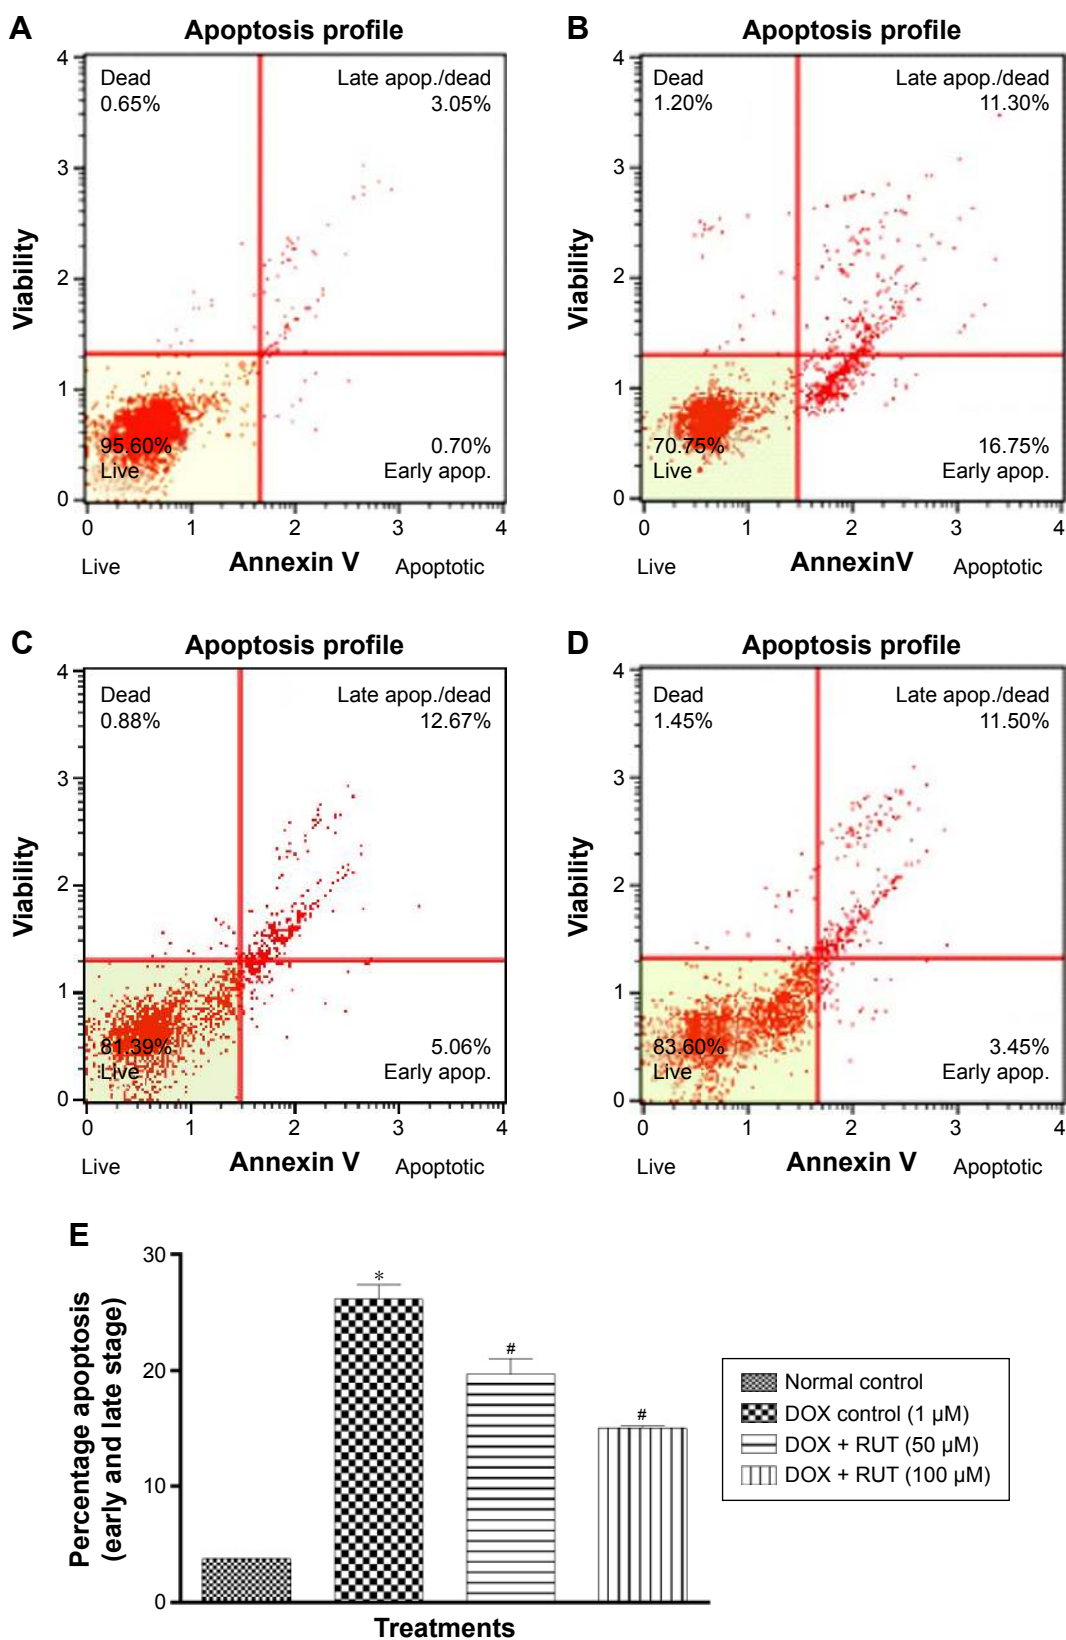 A
Apoptosis profile
4
3
2
1
0
Viability
Dead
0.65%
Late apop./dead
3.05%
95.60%
Live
0.70%
Early apop.
0 1 2 3 4
Live
Annexin V
Apoptotic
B
Apoptosis profile
4
3
2
1
0
Viability
Dead
1.20%
Late apop./dead
11.30%
70.75%
Live
16.75%
Early apop.
0 1 2 3 4
Live
AnnexinV
Apoptotic
C
Apoptosis profile
4
3
2
1
0
Viability
Dead
0.88%
Late apop./dead
12.67%
81.39%
Live
5.06%
Early apop.
0 1 2 3 4
Live
Annexin V
Apoptotic
D
Apoptosis profile
4
3
2
1
0
Viability
Dead
1.45%
Late apop./dead
11.50%
83.60%
Live
3.45%
Early apop.
0 1 2 3 4
Live
Annexin V
Apoptotic
E
Percentage apoptosis
(early and late stage)
30
20
10
0
*
#
#
Treatments
Normal control
DOX control (1 µM)
DOX + RUT (50 µM)
DOX + RUT (100 µM)